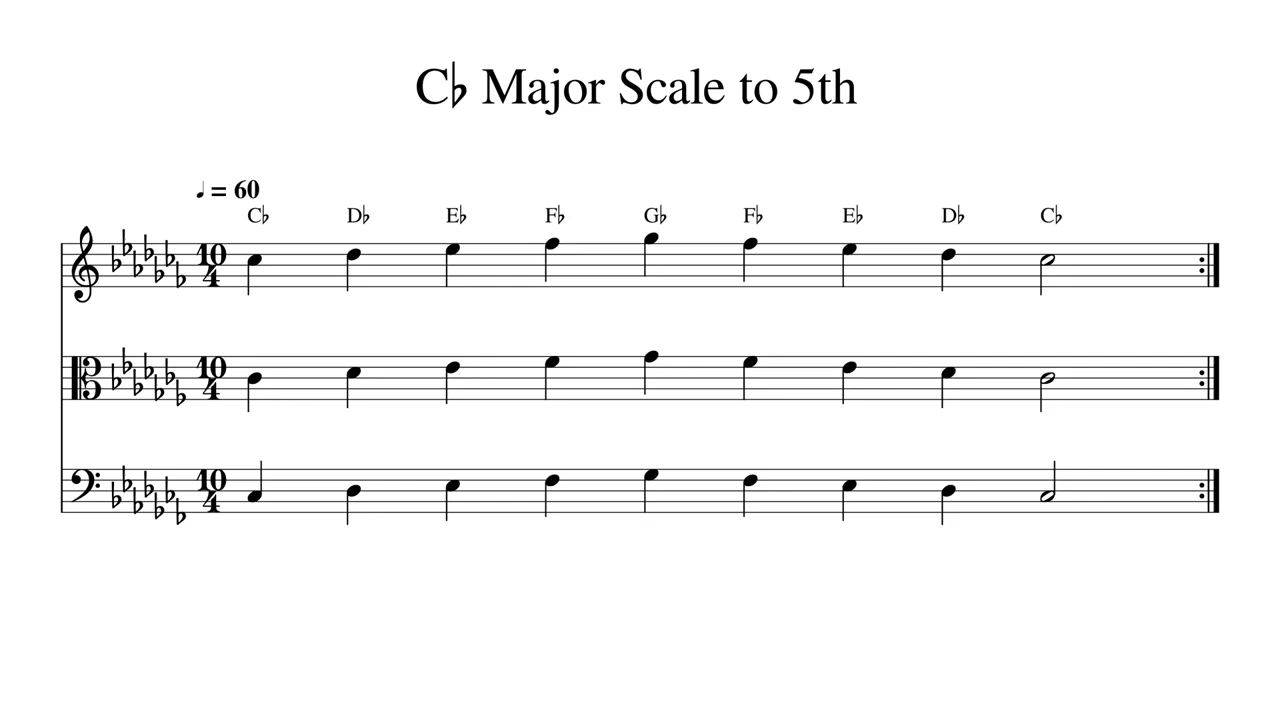 C♭ Major Scale to 5th
♩ = 60
C♭ D♭ E♭ F♭ G♭ F♭ E♭ D♭ C♭
10
4
10
4
10
4